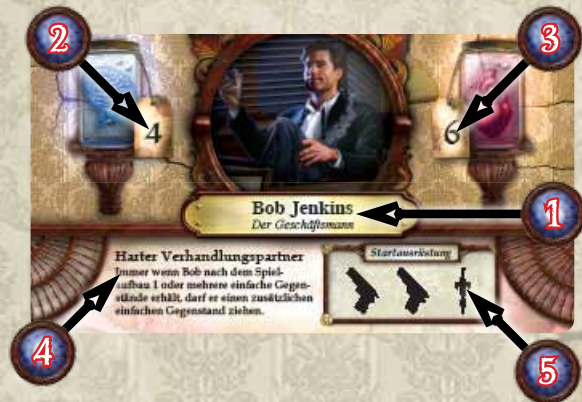 2
3
4
6
Bob Jenkins
Der Geschäftsmann
1
Harter Verhandlungspartner
Immer wenn Bob nach dem Spiel-
aufbau 1 oder mehrere einfache Gegen-
stände erhält, darf er einen zusätzlichen
einfachen Gegenstand ziehen.
Startausrüstung
4
5